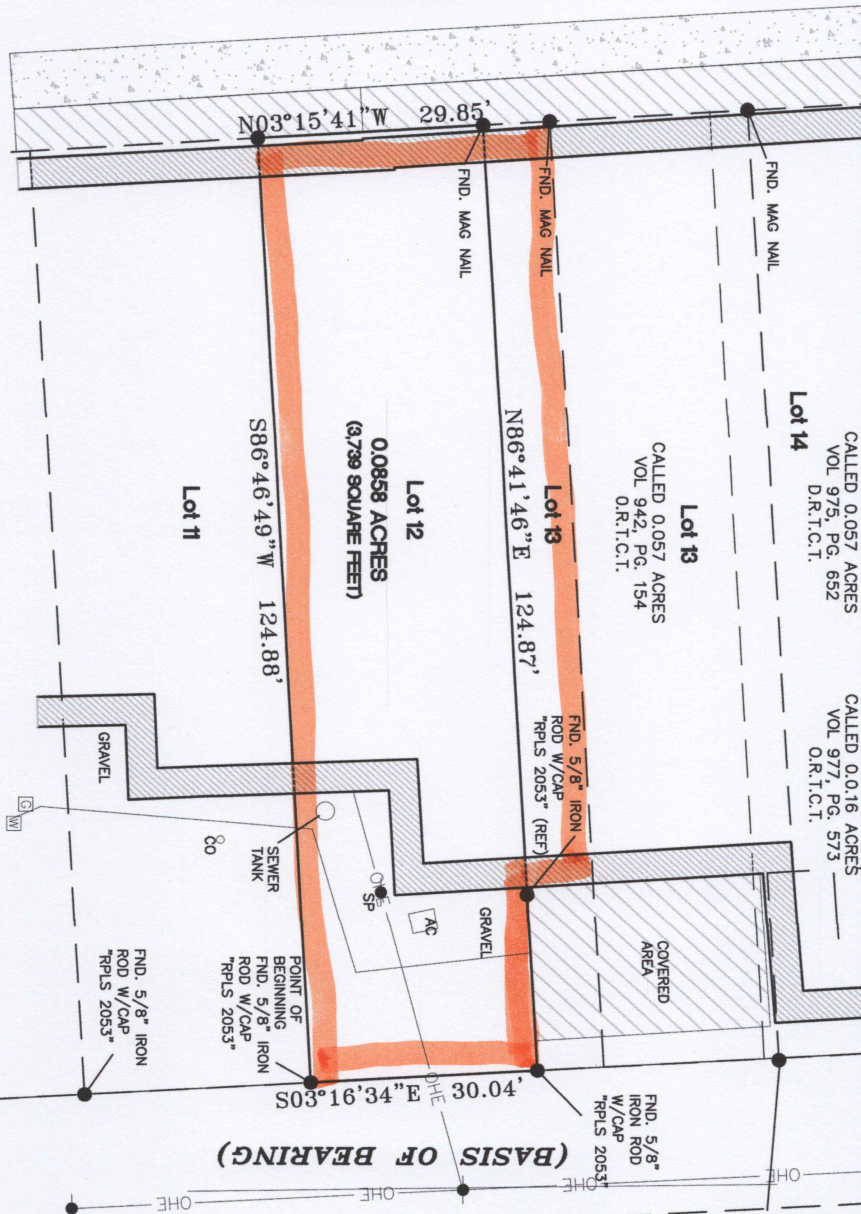 N03°15'41"W 29.85'
FND. MAG NAIL
FND. MAG NAIL
FND. MAG NAIL
Lot 14
CALLED 0.057 ACRES
VOL 975, PG. 652
D.R.T.C.T.
CALLED 0.0.16 ACRES
VOL 977, PG. 573
O.R.T.C.T.
Lot 13
CALLED 0.057 ACRES
VOL 942, PG. 154
O.R.T.C.T.
Lot 13
N86°41'46"E 124.87'
Lot 12
0.0858 ACRES
(3,739 SQUARE FEET)
S86°46'49"W 124.88'
Lot 11
FND. 5/8" IRON
ROD W/CAP
"RPLS 2053" (REF)
GRAVEL
G
W
CO
SEWER
TANK
OHE
SP
AC
GRAVEL
COVERED
AREA
POINT OF
BEGINNING
FND. 5/8" IRON
ROD W/CAP
"RPLS 2053"
FND. 5/8" IRON
ROD W/CAP
"RPLS 2053"
FND. 5/8"
IRON ROD
W/CAP
"RPLS 2053"
S03°16'34"E 30.04'
OHE
(BASIS OF BEARING)
OHE
OHE
OHE
OHE